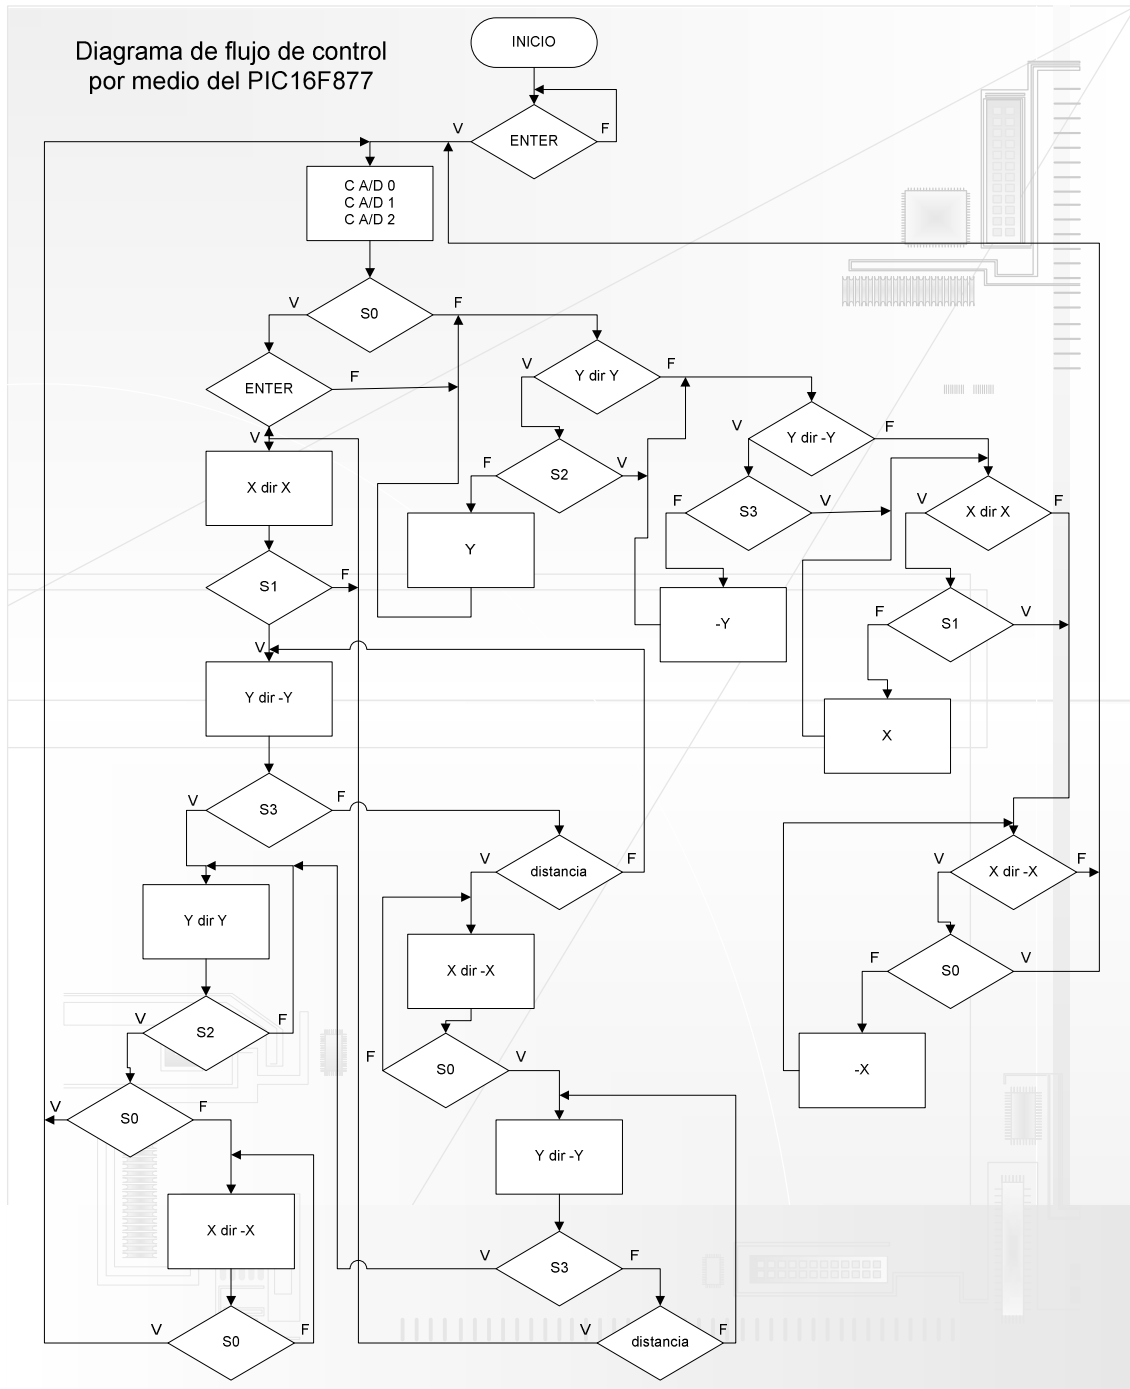 Diagrama de flujo de control
por medio del PIC16F877
INICIO
V
ENTER
F
C A/D 0
C A/D 1
C A/D 2
V
S0
F
ENTER
F
V
V
Y dir Y
F
F
S2
V
Y
V
Y dir -Y
F
F
S3
V
-Y
V
X dir X
F
F
S1
V
X
X dir X
S1
F
V
Y dir -Y
V
S3
F
V
distancia
F
V
X dir -X
F
F
S0
V
-X
Y dir Y
V
S2
F
X dir -X
F
S0
V
V
S0
F
Y dir -Y
X dir -X
V
S3
F
V
S0
F
V
distancia
F